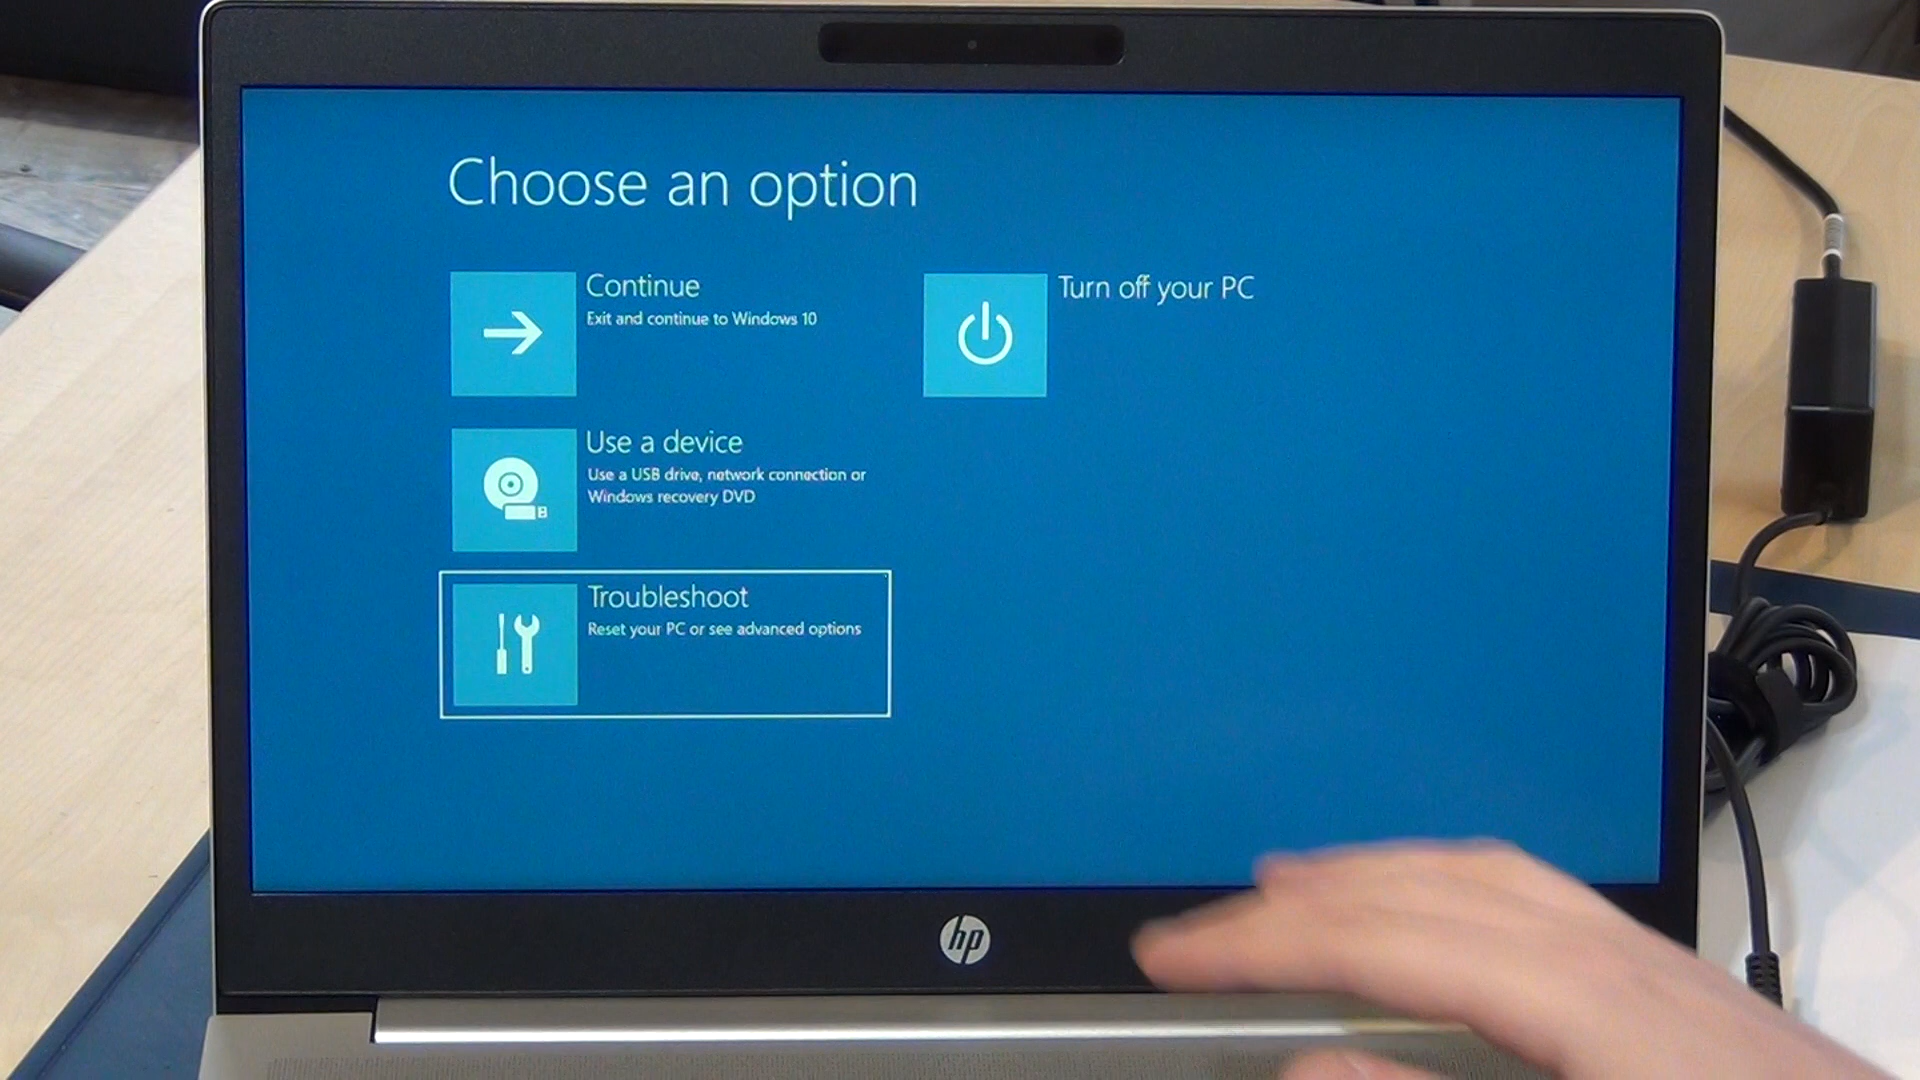 Choose an option
Continue
Exit and continue to Windows 10
Turn off your PC
Use a device
Use a USB drive, network connection or
Windows recovery DVD
Troubleshoot
Reset your PC or see advanced options
hp